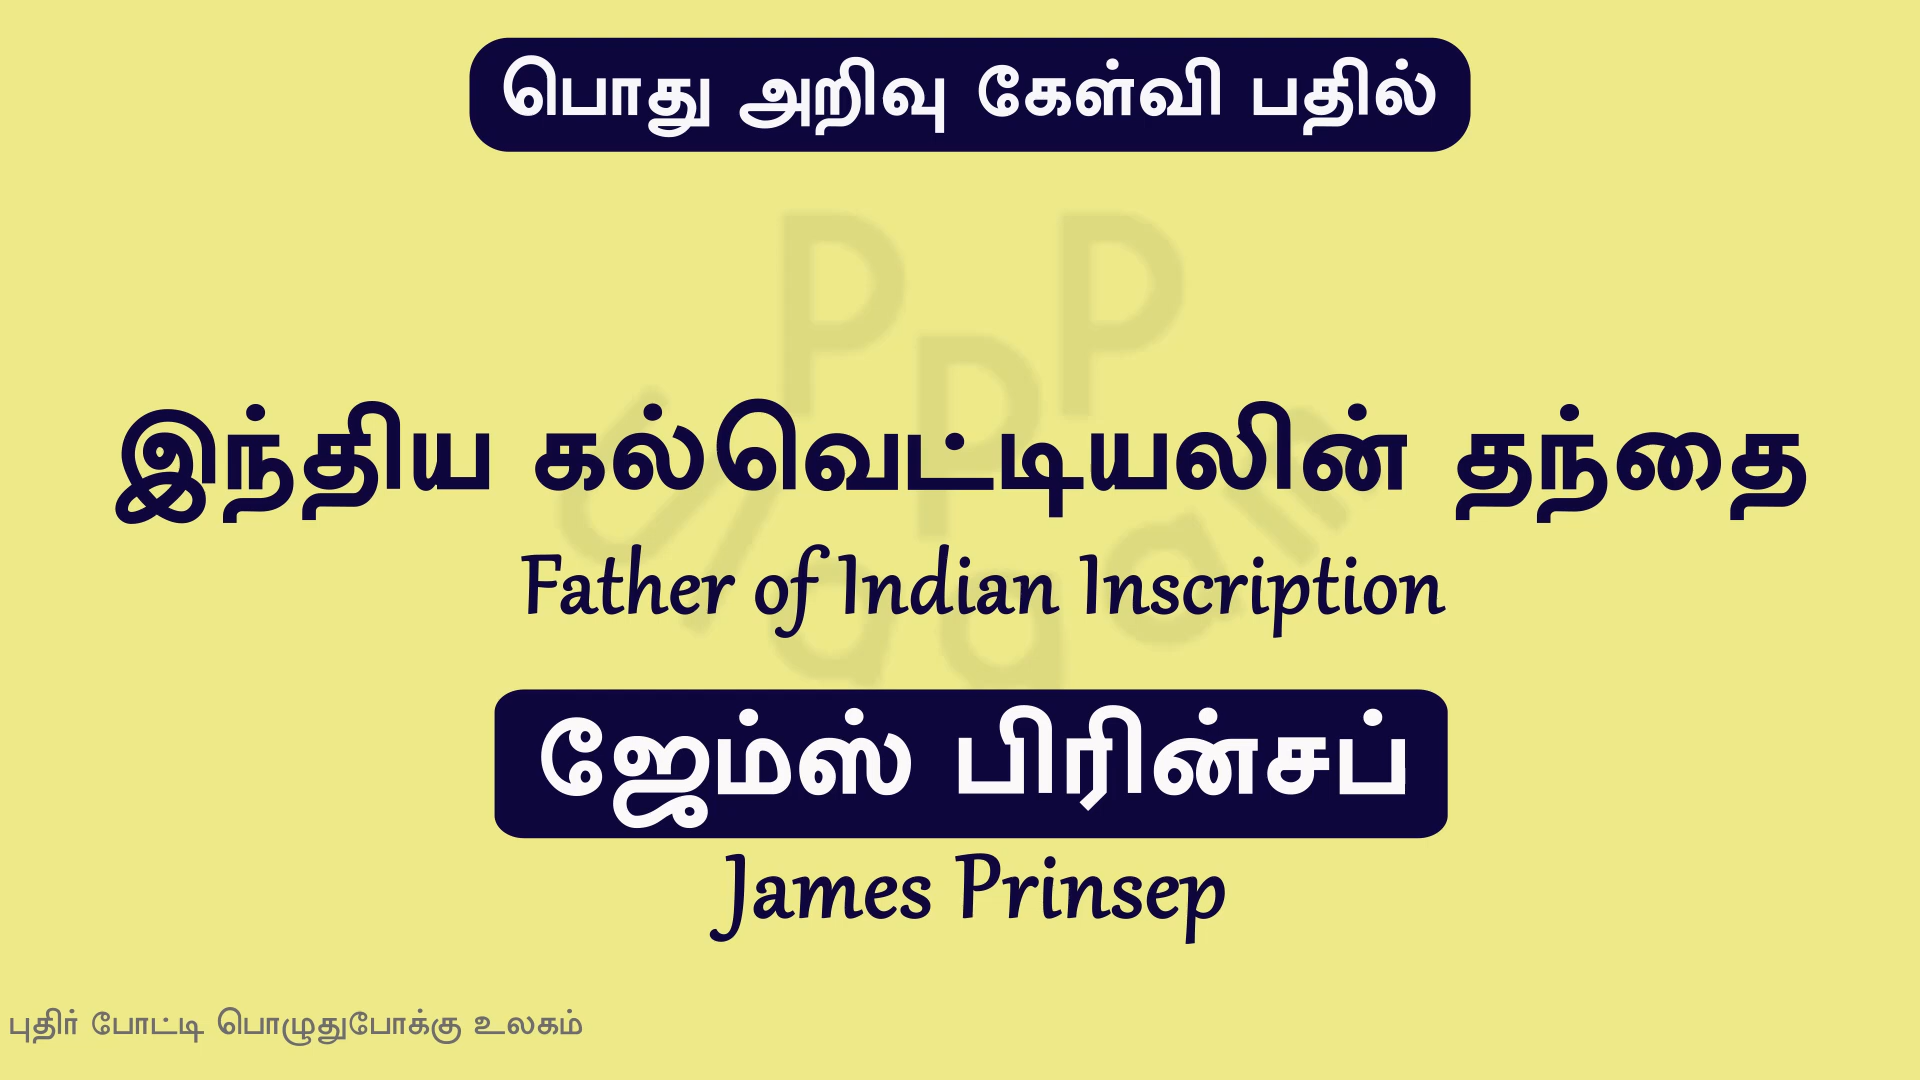 பொது அறிவு கேள்வி பதில்
இந்திய கல்வெட்டியலின் தந்தை
Father of Indian Inscription
ஜேம்ஸ் பிரின்சப்
James Prinsep
புதிர் போட்டி பொழுதுபோக்கு உலகம்